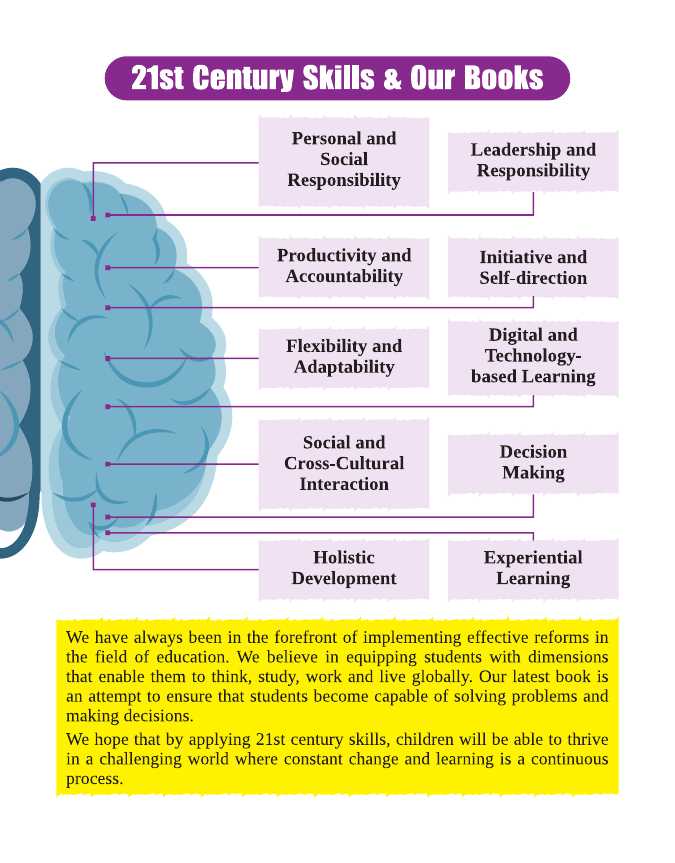 21st Century Skills & Our Books
Personal and
Social
Responsibility
Leadership and
Responsibility
Productivity and
Accountability
Initiative and
Self-direction
Flexibility and
Adaptability
Digital and
Technology-
based Learning
Social and
Cross-Cultural
Interaction
Decision
Making
Holistic
Development
Experiential
Learning
We have always been in the forefront of implementing effective reforms in
the field of education. We believe in equipping students with dimensions
that enable them to think, study, work and live globally. Our latest book is
an attempt to ensure that students become capable of solving problems and
making decisions.
We hope that by applying 21st century skills, children will be able to thrive
in a challenging world where constant change and learning is a continuous
process.